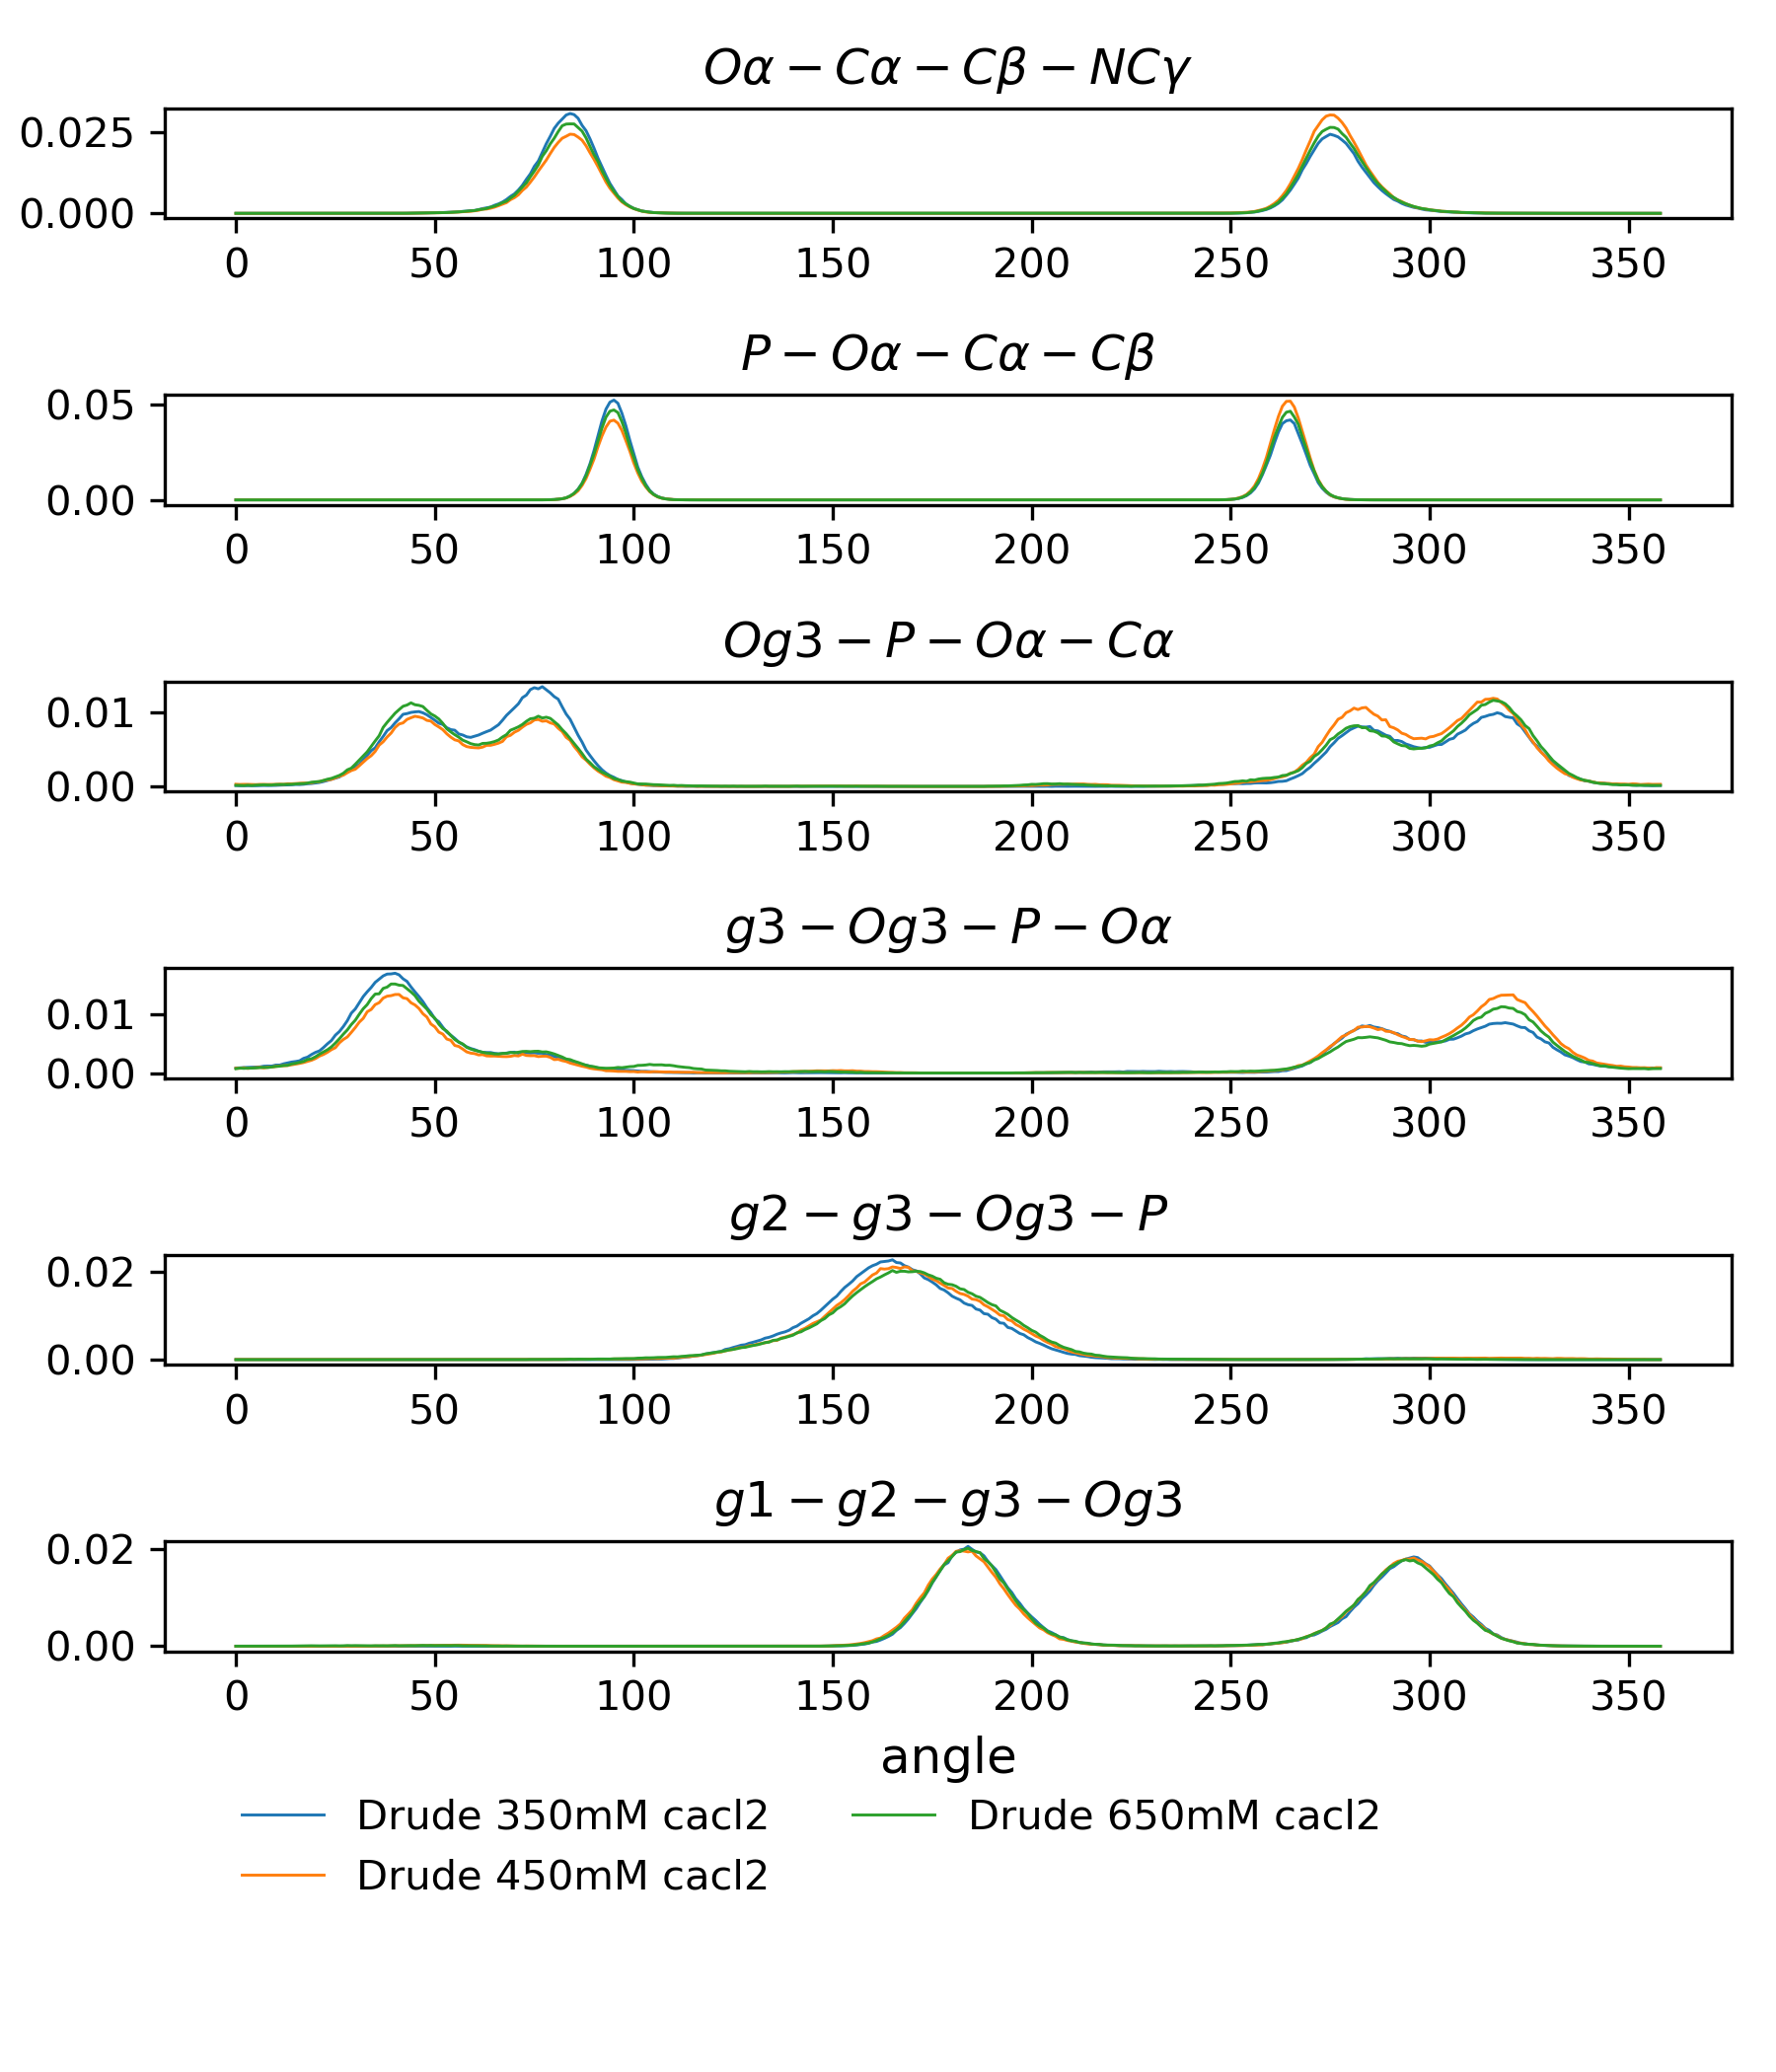 Oα − Cα − Cβ − NCγ
0.025
0.000
0 50 100 150 200 250 300 350
P − Oα − Cα − Cβ
0.05
0.00
0 50 100 150 200 250 300 350
Og3 − P − Oα − Cα
0.01
0.00
0 50 100 150 200 250 300 350
g3 − Og3 − P − Oα
0.01
0.00
0 50 100 150 200 250 300 350
g2 − g3 − Og3 − P
0.02
0.00
0 50 100 150 200 250 300 350
g1 − g2 − g3 − Og3
0.02
0.00
0 50 100 150 200 250 300 350
angle
Drude 350mM cacl2 Drude 650mM cacl2
Drude 450mM cacl2